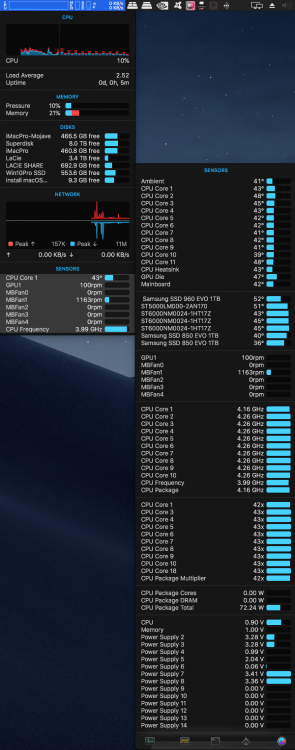 0 KB/s
0 KB/s
CPU
CPU 10%
Load Average 2.52
Uptime 0d, 0h, 5m
MEMORY
Pressure 10%
Memory 21%
DISKS
iMacPro-Mojave 466.5 GB free
Superdisk 8.0 TB free
iMacPro 460.8 GB free
LaCie 3.4 TB free
LACIE SHARE 692.9 GB free
Win10Pro SSD 553.6 GB free
install macOS... 9.3 GB free
NETWORK
Peak ↑ 157K Peak ↓ 11M
↑ 0.00 KB/s ↓ 0.00 KB/s
SENSORS
CPU Core 1 43°
GPU1 100rpm
MBFan0 0rpm
MBFan1 1163rpm
MBFan2 0rpm
MBFan3 0rpm
MBFan4 0rpm
CPU Frequency 3.99 GHz
SENSORS
Ambient 41°
CPU Core 1 43°
CPU Core 2 48°
CPU Core 3 45°
CPU Core 4 43°
CPU Core 5 42°
CPU Core 6 42°
CPU Core 7 41°
CPU Core 8 42°
CPU Core 9 41°
CPU Core 10 39°
CPU Core 11 48°
CPU Heatsink 43°
GPU Die 47°
Mainboard 42°
Samsung SSD 960 EVO 1TB 52°
ST5000LM000-2AN170 51°
ST6000NM0024-1HT17Z 43°
ST6000NM0024-1HT17Z 45°
ST6000NM0024-1HT17Z 45°
Samsung SSD 850 EVO 1TB 40°
Samsung SSD 850 EVO 1TB 36°
GPU1 100rpm
MBFan0 0rpm
MBFan1 1163rpm
MBFan2 0rpm
MBFan3 0rpm
MBFan4 0rpm
CPU Core 1 4.16 GHz
CPU Core 2 4.26 GHz
CPU Core 3 4.26 GHz
CPU Core 4 4.26 GHz
CPU Core 5 4.26 GHz
CPU Core 6 4.26 GHz
CPU Core 7 4.26 GHz
CPU Core 8 4.26 GHz
CPU Core 9 4.26 GHz
CPU Core 10 4.26 GHz
CPU Frequency 3.99 GHz
CPU Package 4.16 GHz
CPU Core 1 42x
CPU Core 3 43x
CPU Core 4 43x
CPU Core 5 43x
CPU Core 6 43x
CPU Core 7 43x
CPU Core 8 43x
CPU Core 9 43x
CPU Core 10 43x
CPU Core 18 43x
CPU Package Multiplier 42x
CPU Package Cores 0.00 W
CPU Package DRAM 0.00 W
CPU Package Total 72.24 W
CPU 0.90 V
Memory 1.00 V
Power Supply 2 3.28 V
Power Supply 3 3.28 V
Power Supply 4 0.99 V
Power Supply 5 2.04 V
Power Supply 6 0.06 V
Power Supply 7 3.41 V
Power Supply 8 3.36 V
Power Supply 9 0.00 V
Power Supply 10 0.00 V
Power Supply 11 0.00 V
Power Supply 12 0.00 V
Power Supply 13 0.00 V
Power Supply 14 0.00 V